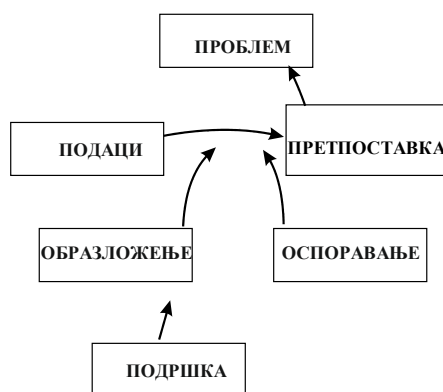 ПРОБЛЕМ
ПОДАЦИ
ПРЕТПОСТАВКА
ОБРАЗЛОЖЕЊЕ
ОСПОРАВАЊЕ
ПОДРШКА